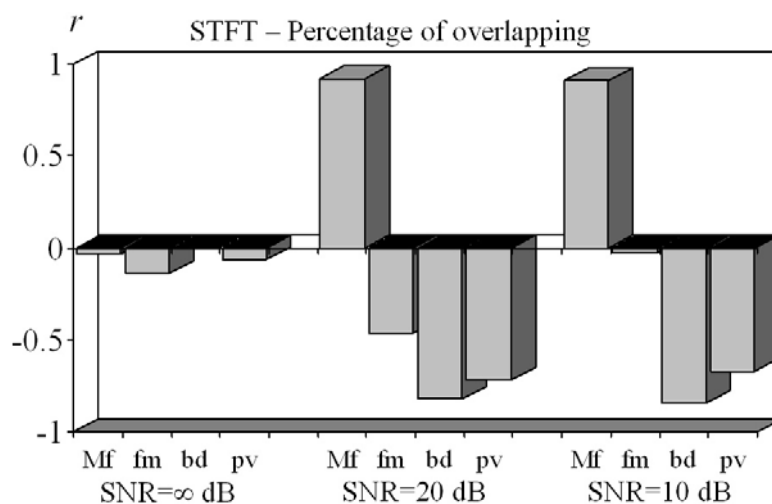 r
STFT – Percentage of overlapping
1
0.5
0
-0.5
-1
Mf fm bd pv Mf fm bd pv Mf fm bd pv
SNR=∞ dB SNR=20 dB SNR=10 dB